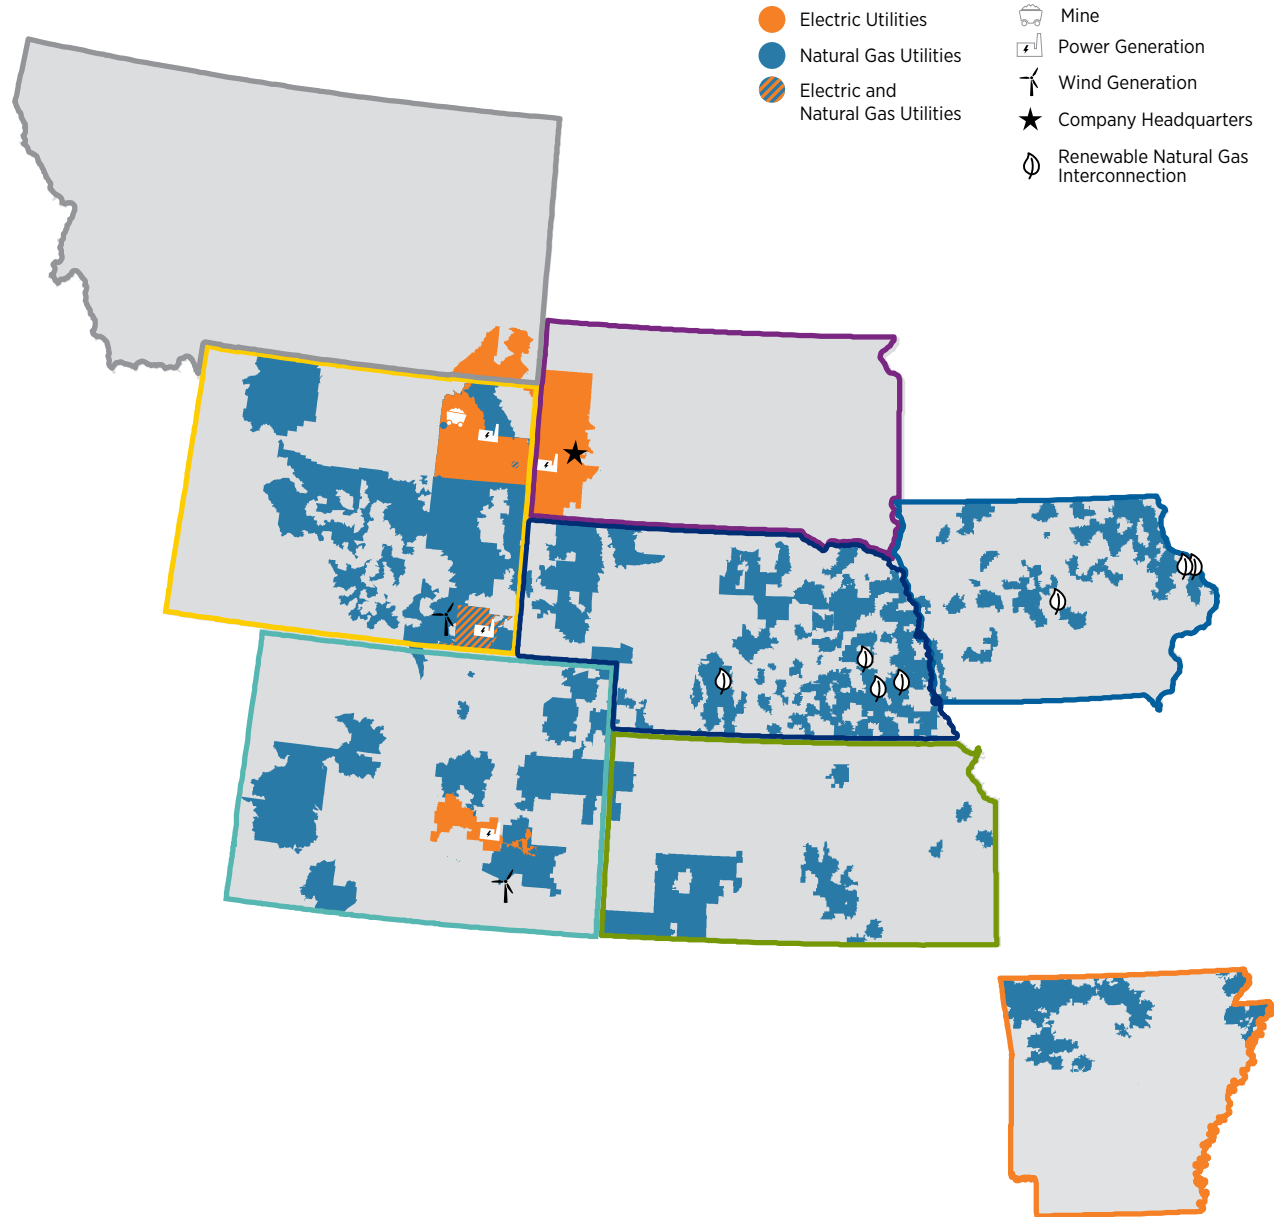 Electric Utilities
Natural Gas Utilities
Electric and
Natural Gas Utilities
Mine
Power Generation
Wind Generation
Company Headquarters
Renewable Natural Gas
Interconnection